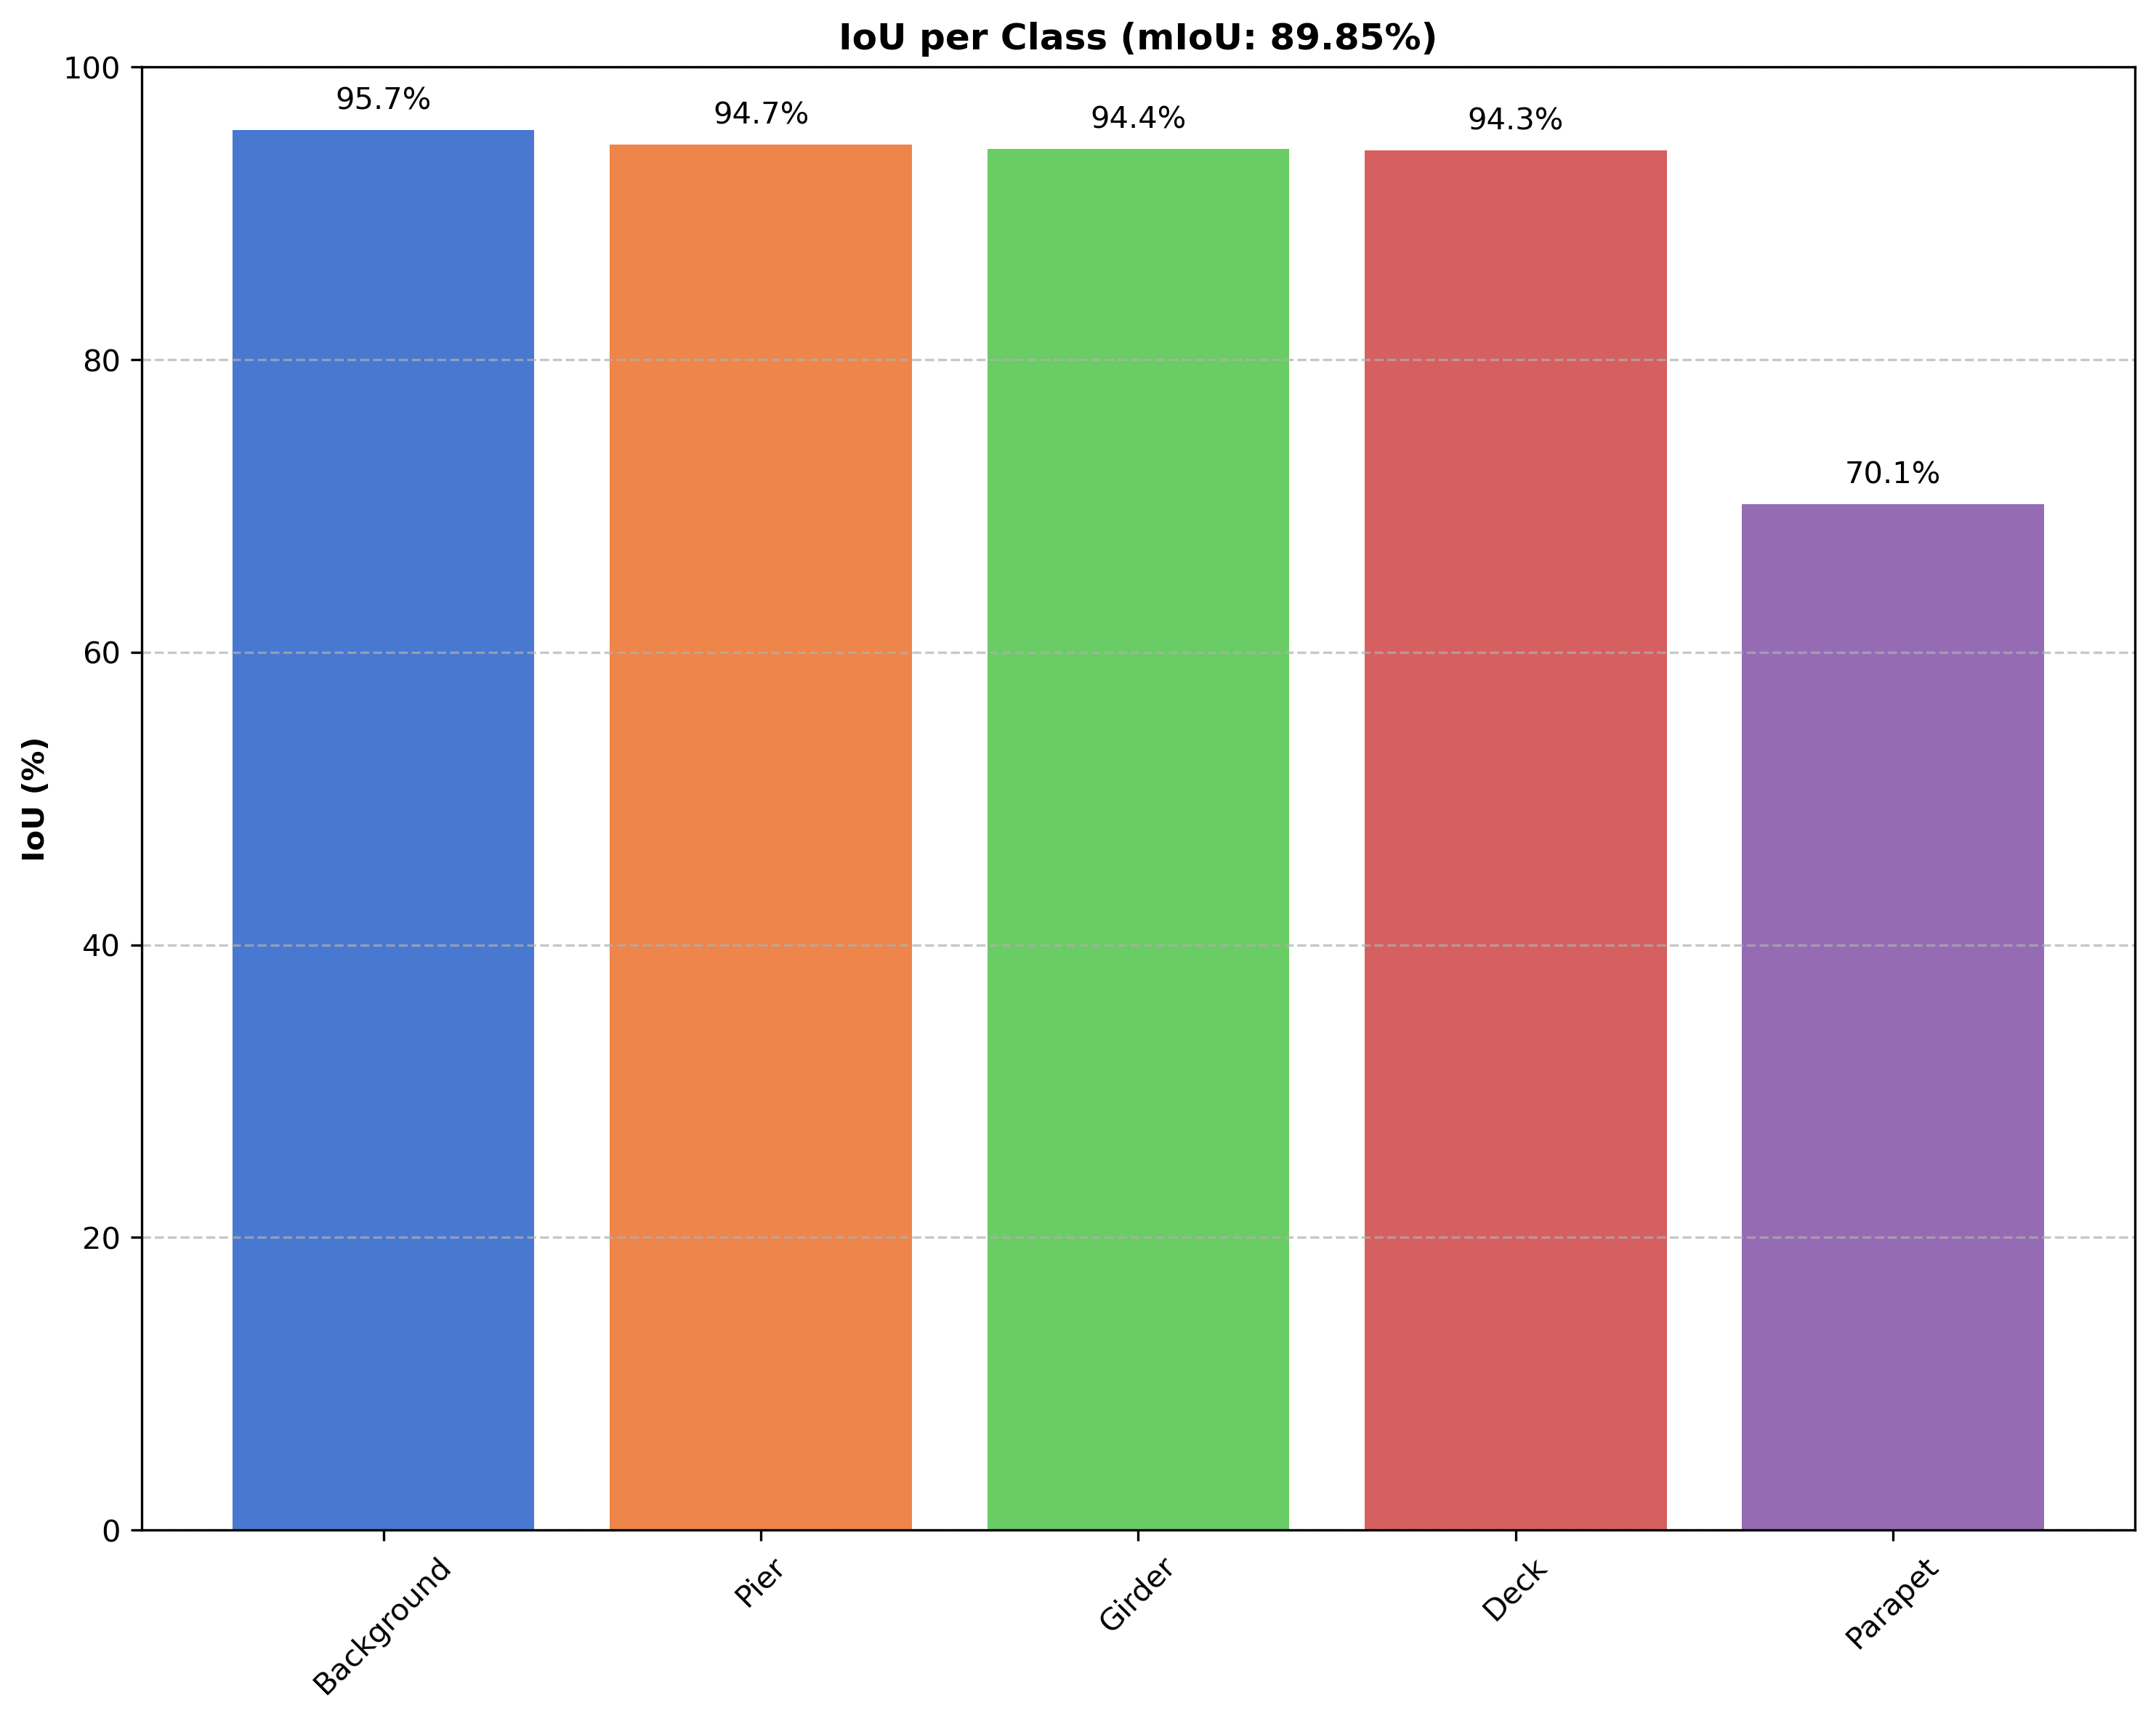 IoU per Class (mIoU: 89.85%)
100
95.7%
94.7%
94.4%
94.3%
80
70.1%
60
IoU (%)
40
20
0
Background
Pier
Girder
Deck
Parapet